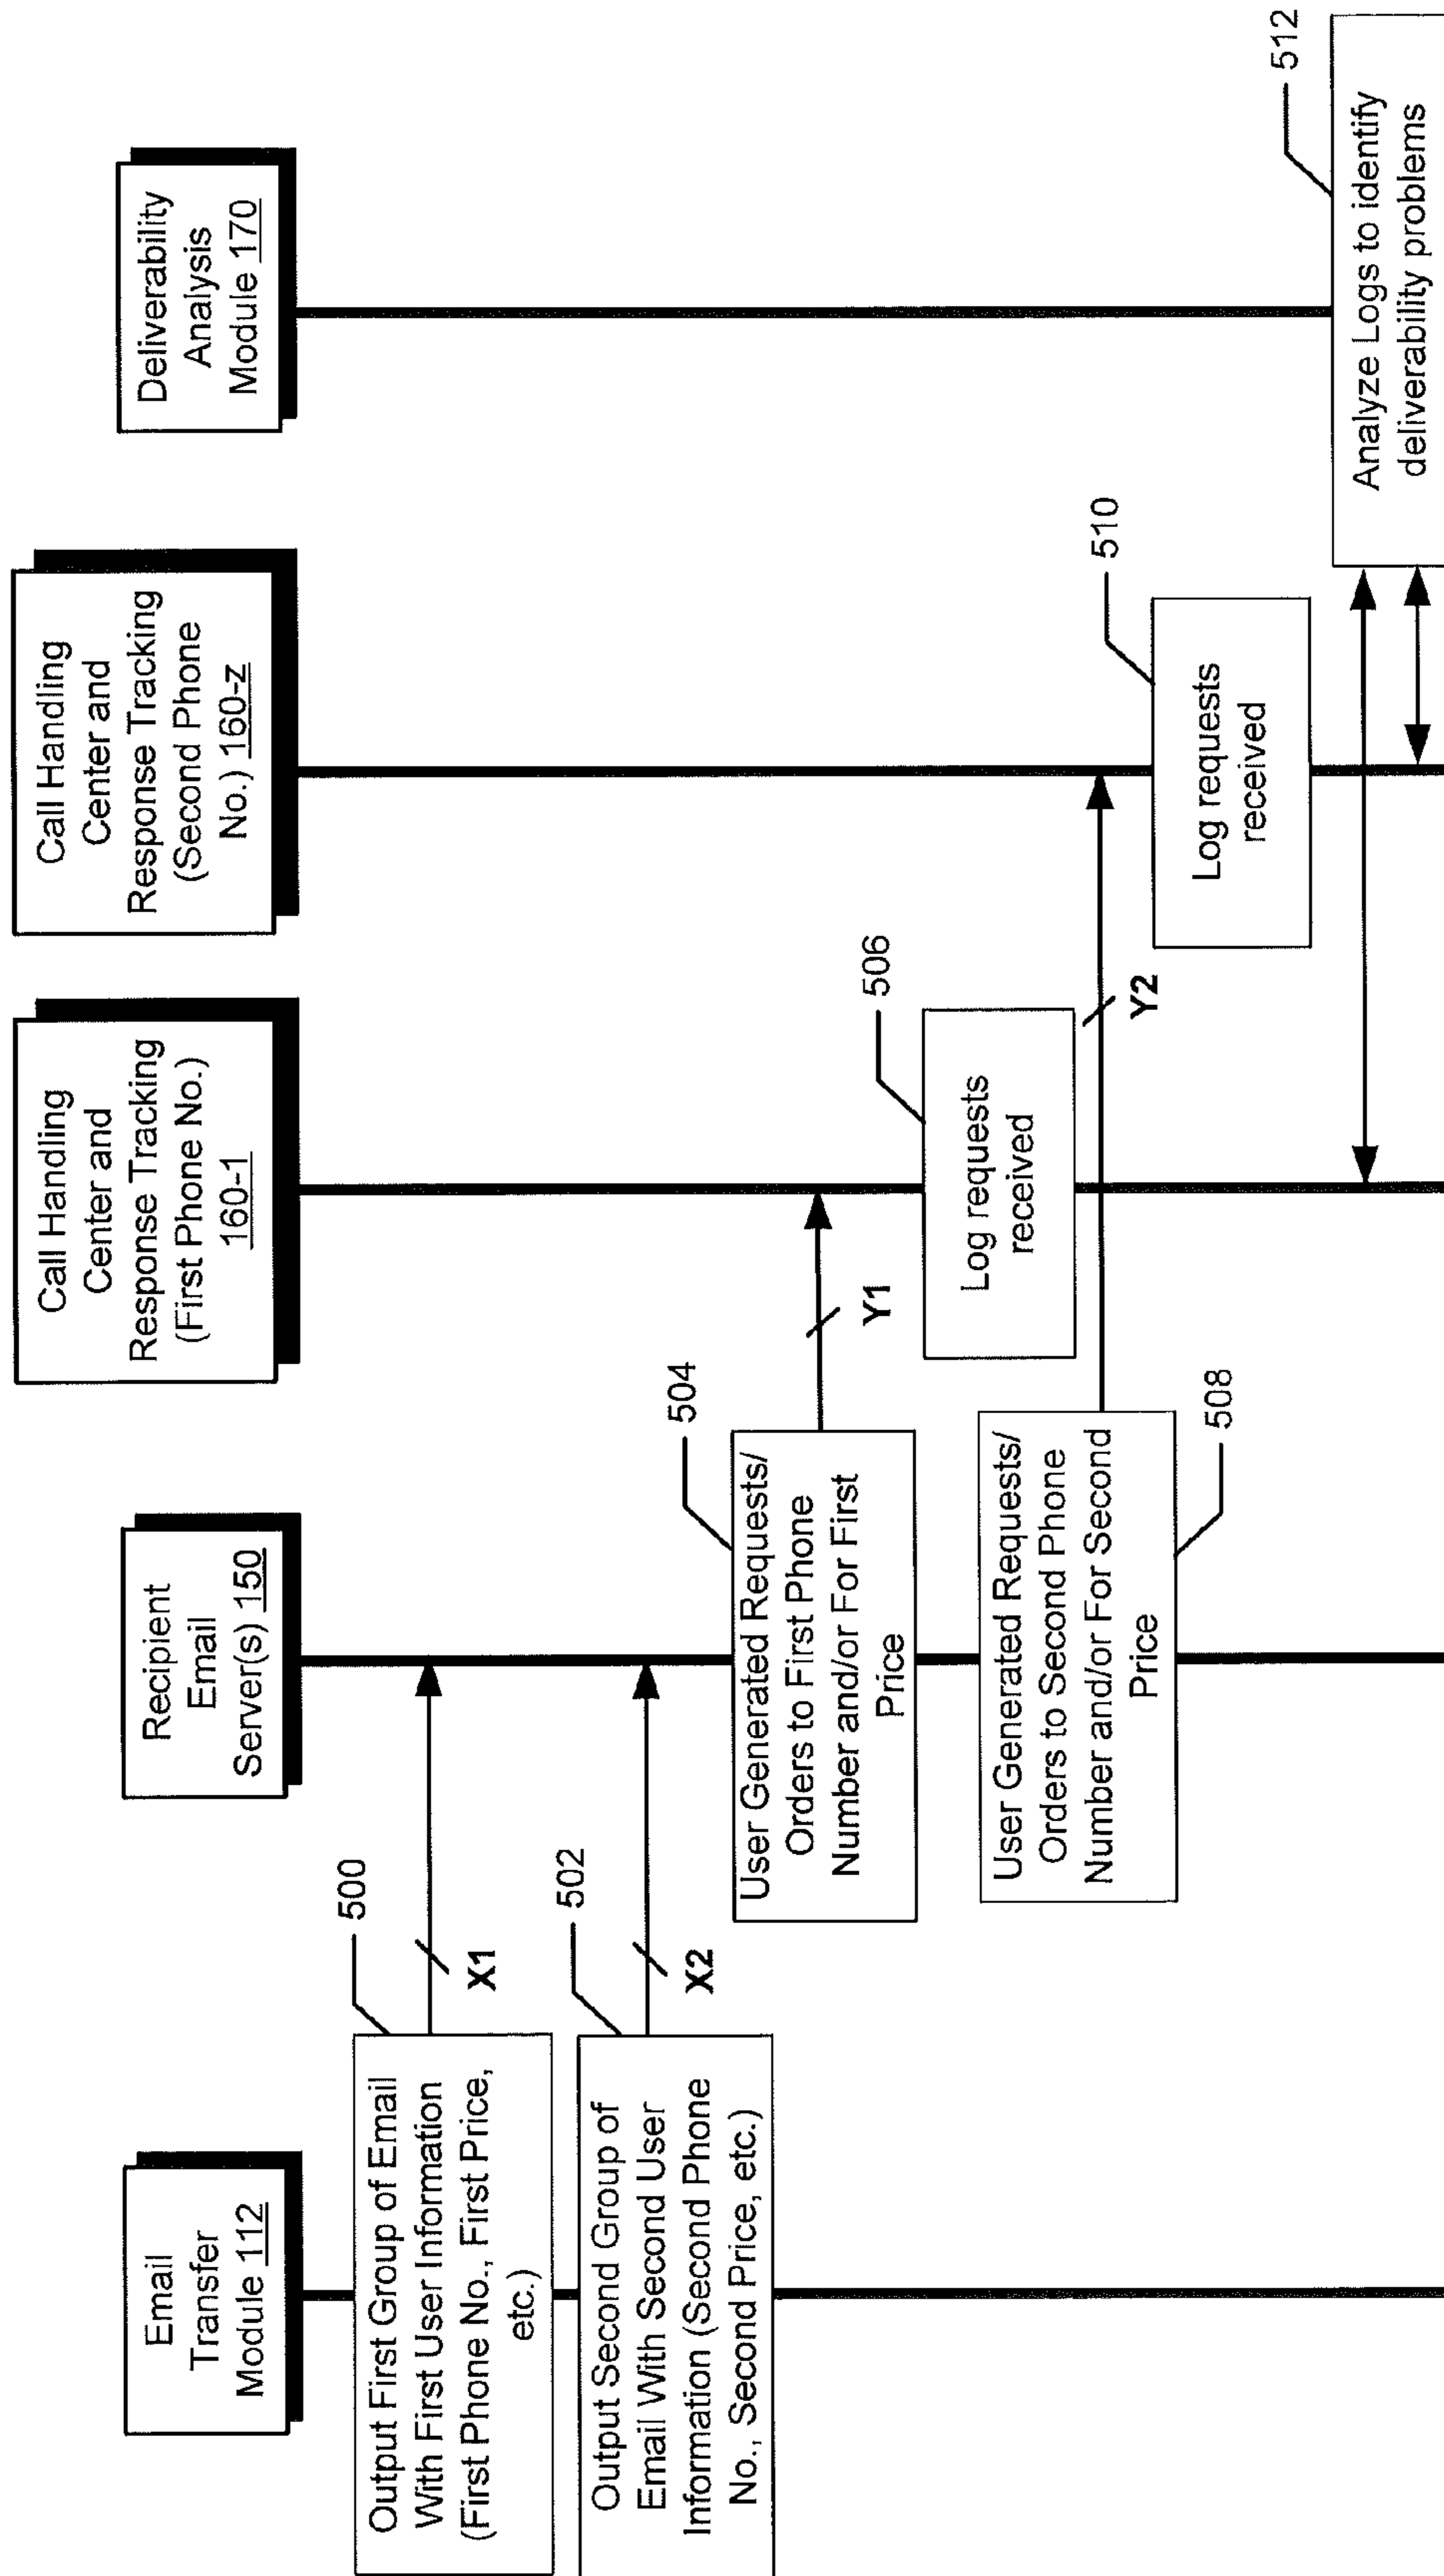 Email
Transfer
Module 112
Recipient
Email
Server(s) 150
Call Handling
Center and
Response Tracking
(First Phone No.)
160-1
Call Handling
Center and
Response Tracking
(Second Phone
No.) 160-z
Deliverability
Analysis
Module 170
500
Output First Group of Email
With First User Information
(First Phone No., First Price,
etc.)
X1
502
Output Second Group of
Email With Second User
Information (Second Phone
No., Second Price, etc.)
X2
504
User Generated Requests/
Orders to First Phone
Number and/or For First
Price
Y1
506
Log requests
received
508
User Generated Requests/
Orders to Second Phone
Number and/or For Second
Price
Y2
510
Log requests
received
512
Analyze Logs to identify
deliverability problems